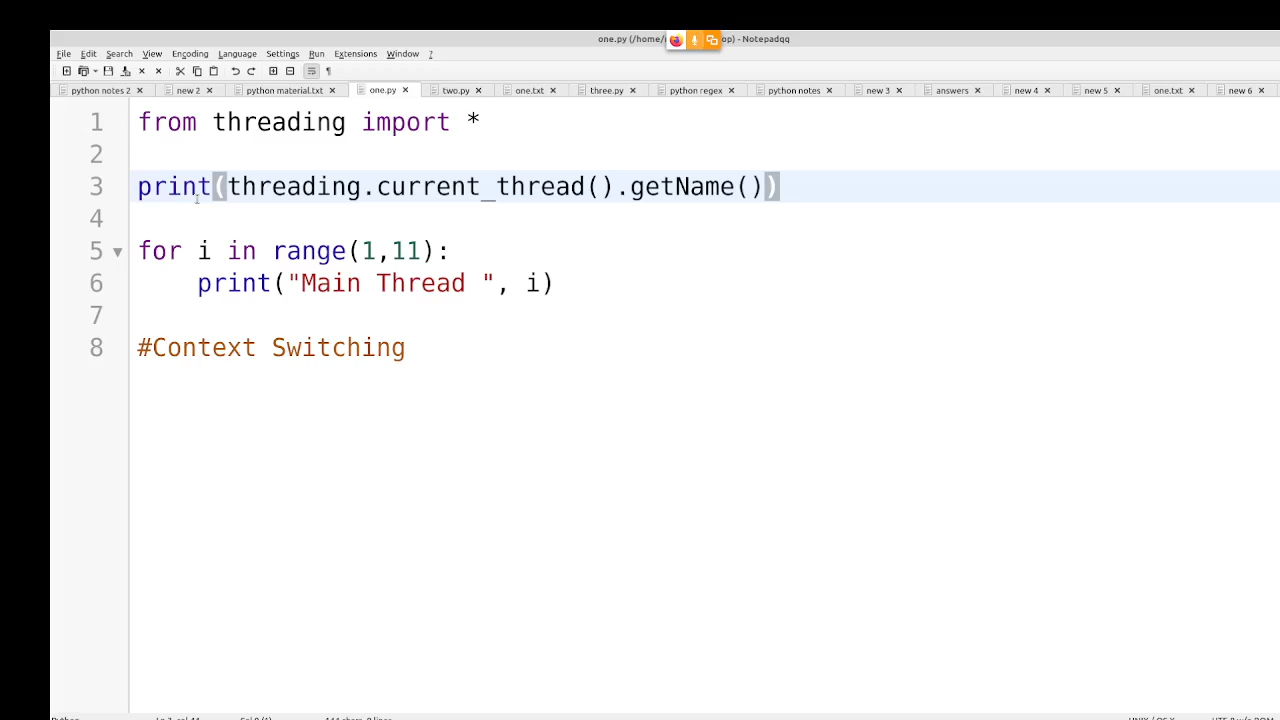 one.py (/home/ op) - Notepadqq
File Edit Search View Encoding Language Settings Run Extensions Window ?
python notes 2 new 2 python material.txt one.py two.py one.txt three.py python regex python notes new 3 answers new 4 new 5 one.txt new 6
1 from threading import *
2
3 print(threading.current_thread().getName())
4
5 for i in range(1,11):
6 print("Main Thread ", i)
7
8 #Context Switching